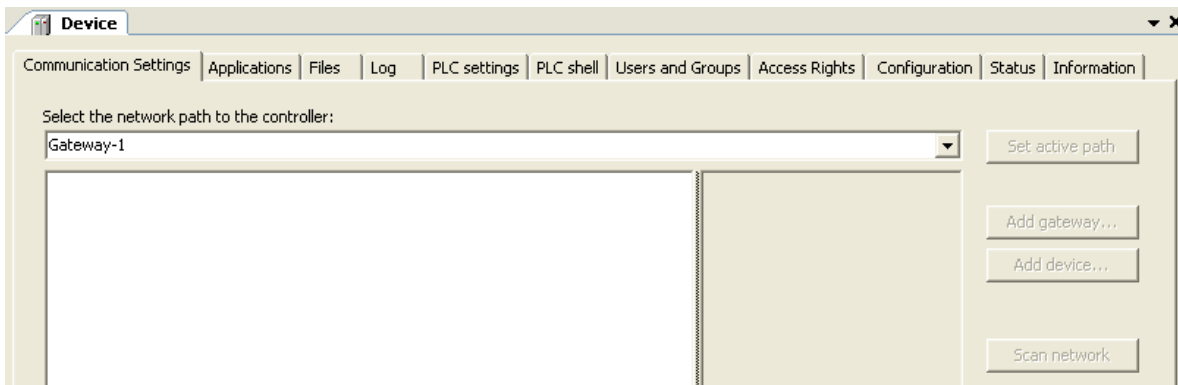 Device
Communication Settings Applications Files Log PLC settings PLC shell Users and Groups Access Rights Configuration Status Information
Select the network path to the controller:
Gateway-1
Set active path
Add gateway...
Add device...
Scan network